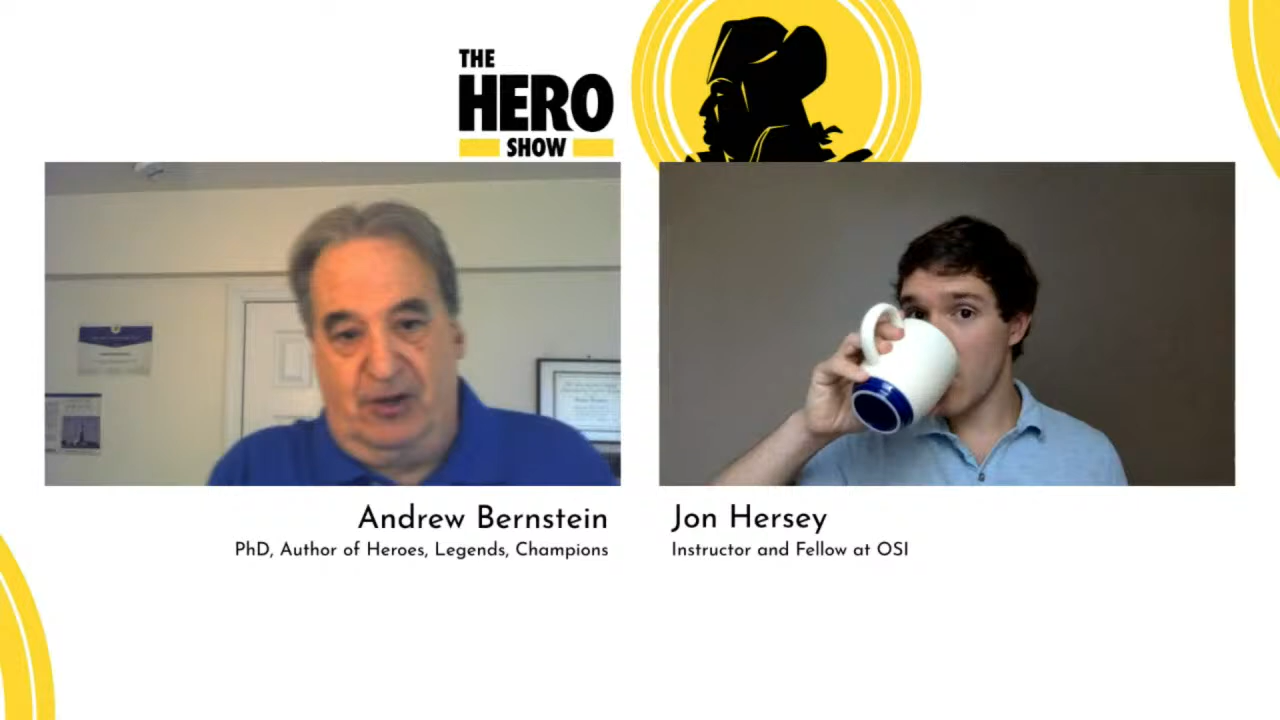 THE
HERO
SHOW
Andrew Bernstein
PhD, Author of Heroes, Legends, Champions
Jon Hersey
Instructor and Fellow at OSI